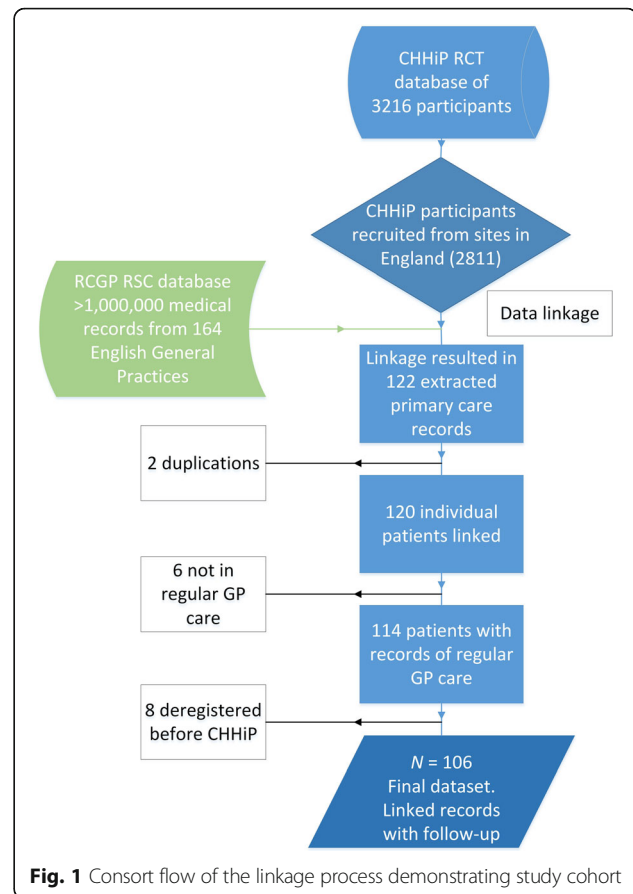 CHHiP RCT
database of
3216 participants
CHHiP participants
recruited from sites in
England (2811)
RCGP RSC database
>1,000,000 medical
records from 164
English General
Practices
Data linkage
Linkage resulted in
122 extracted
primary care
records
2 duplications
120 individual
patients linked
6 not in
regular GP
care
114 patients with
records of regular
GP care
8 deregistered
before CHHiP
N = 106
Final dataset.
Linked records
with follow-up
Fig. 1 Consort flow of the linkage process demonstrating study cohort